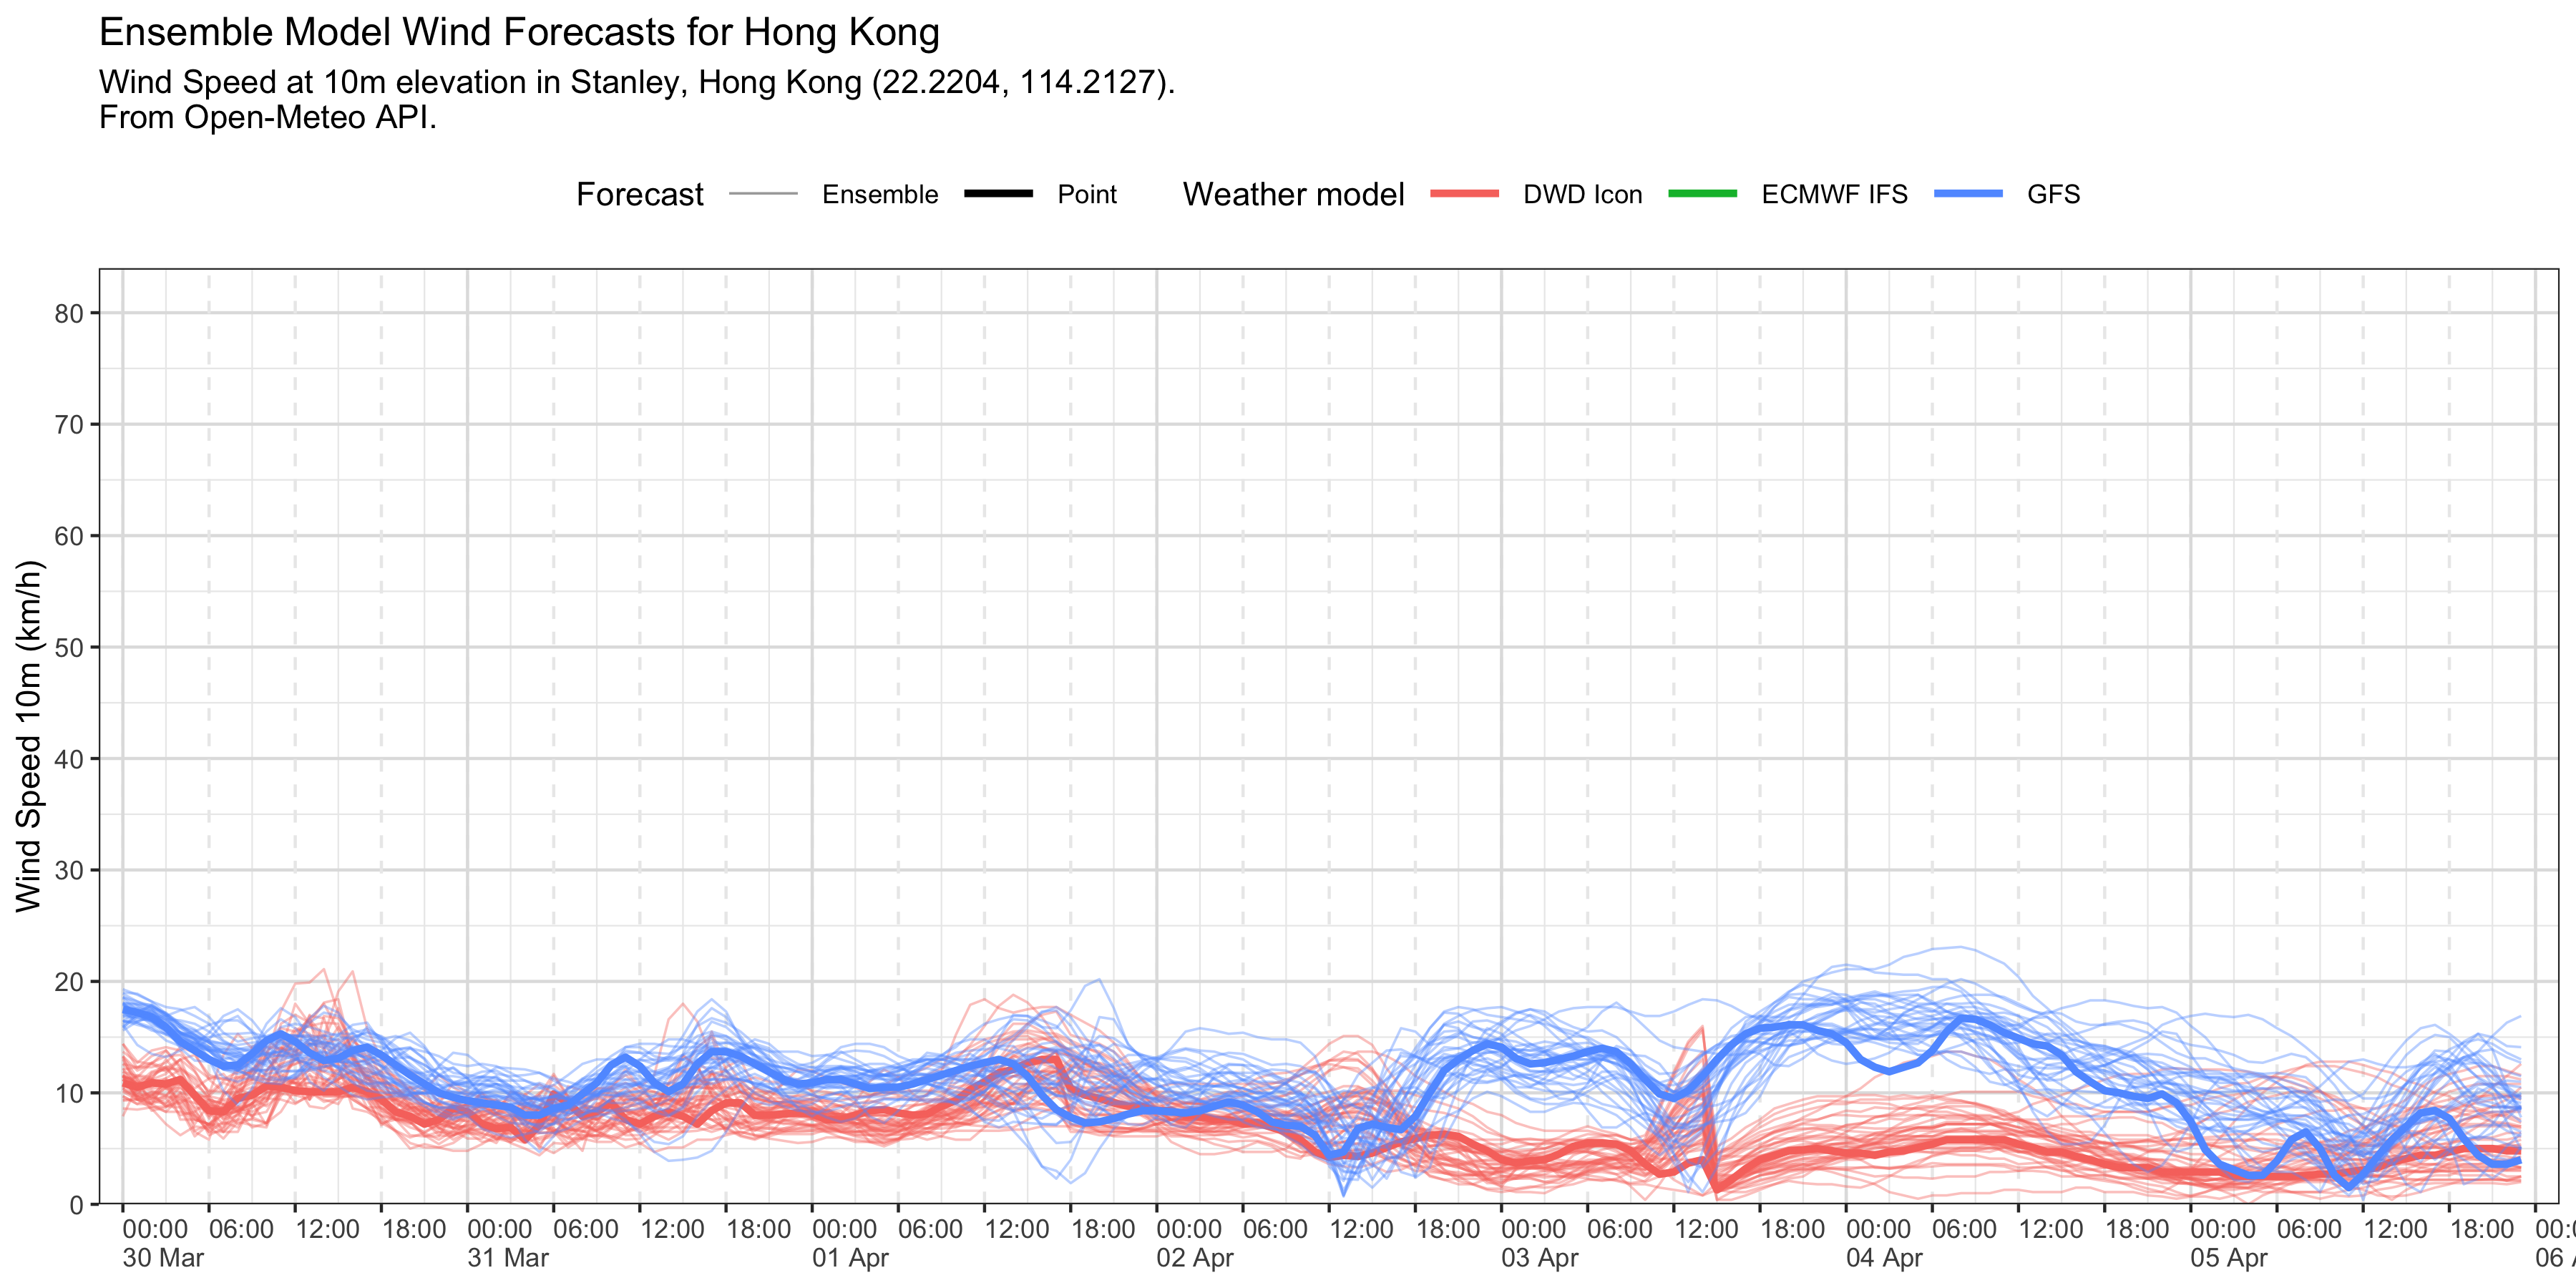 Ensemble Model Wind Forecasts for Hong Kong
Wind Speed at 10m elevation in Stanley, Hong Kong (22.2204, 114.2127).
From Open-Meteo API.
Forecast Ensemble Point Weather model DWD Icon ECMWF IFS GFS
Wind Speed 10m (km/h)
80
70
60
50
40
30
20
10
0
00:00 06:00 12:00 18:00 00:00 06:00 12:00 18:00 00:00 06:00 12:00 18:00 00:00 06:00 12:00 18:00 00:00 06:00 12:00 18:00 00:00 06:00 12:00 18:00 00:00 06:00 12:00 18:00
30 Mar 31 Mar 01 Apr 02 Apr 03 Apr 04 Apr 05 Apr 06